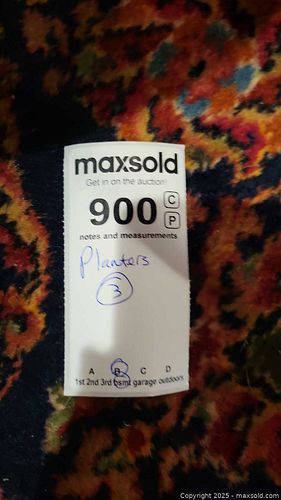 maxsold
Get in on the auction!
900 C
P
notes and measurements
Planters
3
A B C D
1st 2nd 3rd bsmt garage outdoors
Copyright 2025 - maxsold.com